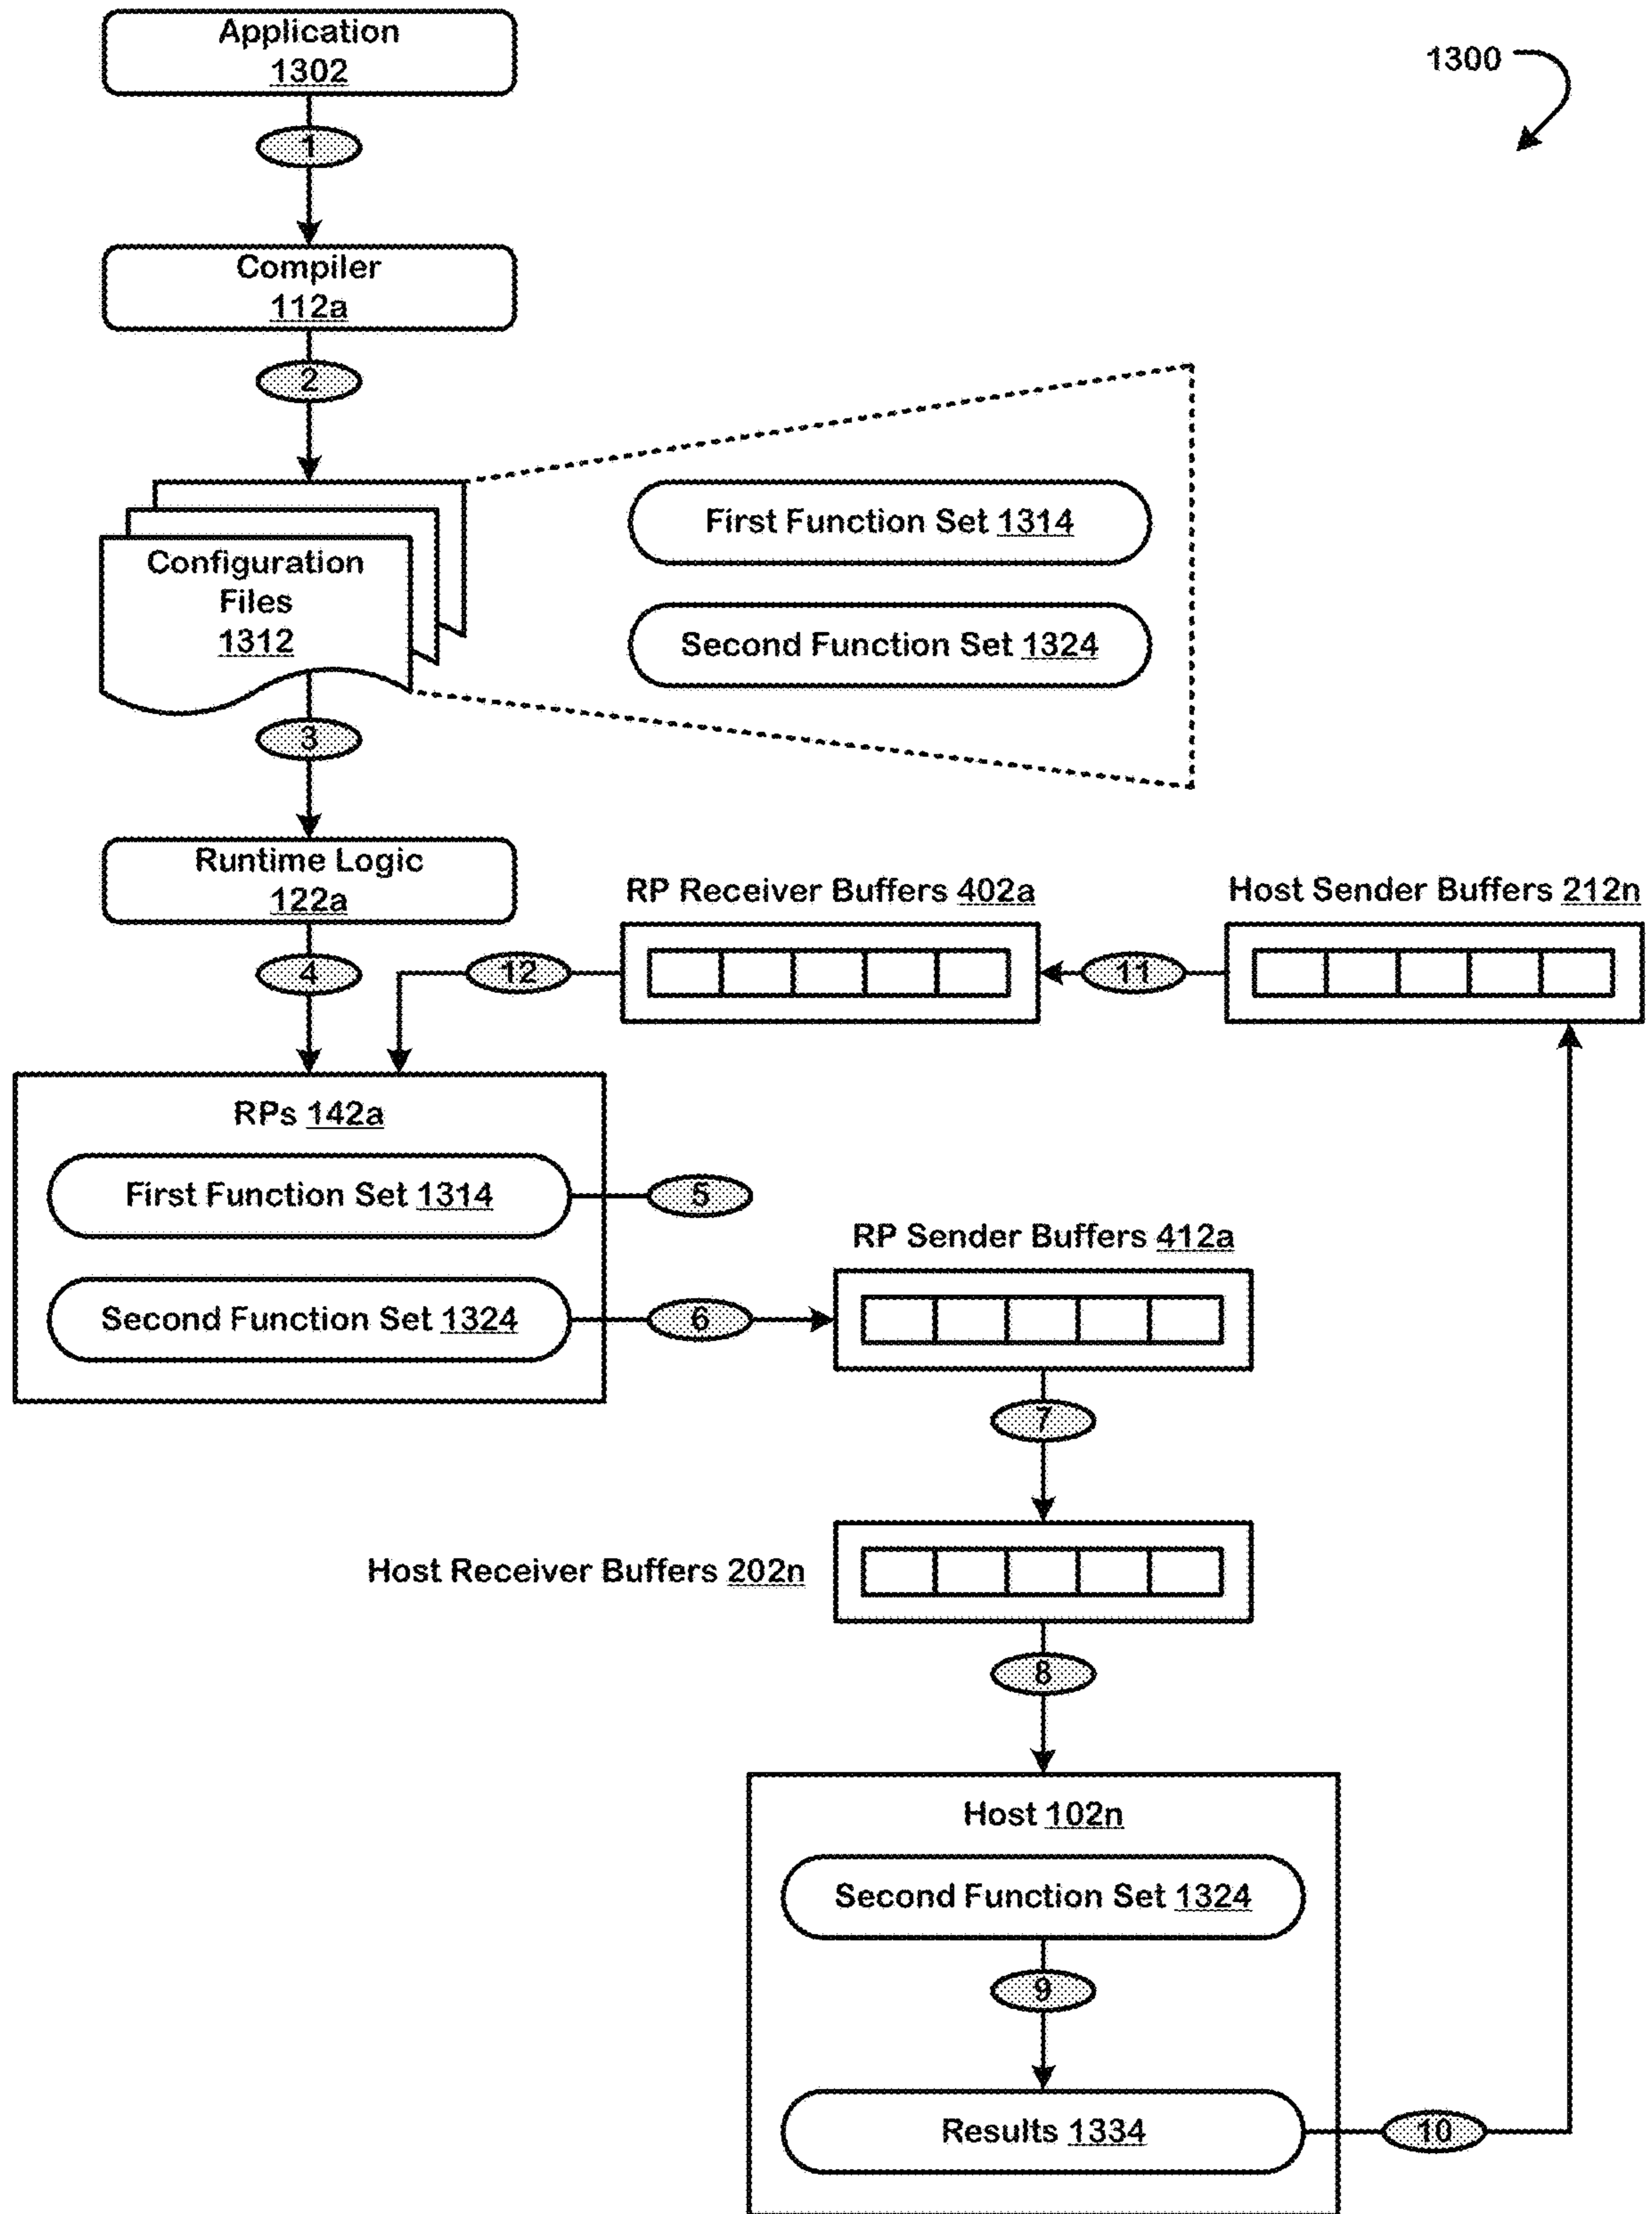 Application
1302
1300
1
Compiler
112a
2
First Function Set 1314
Configuration
Files
1312
Second Function Set 1324
3
Runtime Logic
122a
RP Receiver Buffers 402a
Host Sender Buffers 212n
4
12
11
RPs 142a
First Function Set 1314
5
RP Sender Buffers 412a
Second Function Set 1324
6
7
Host Receiver Buffers 202n
8
Host 102n
Second Function Set 1324
9
Results 1334
10